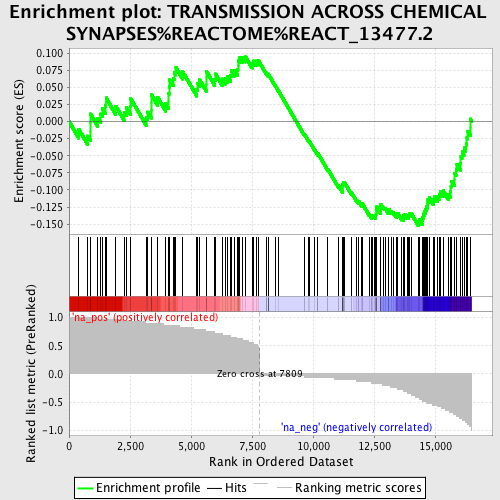 Enrichment plot: TRANSMISSION ACROSS CHEMICAL
SYNAPSES%REACTOME%REACT_13477.2
Enrichment score (ES)
0.100
0.075
0.050
0.025
0.000
-0.025
-0.050
-0.075
-0.100
-0.125
-0.150
Ranked list metric (PreRanked)
1.0
0.5
0.0
-0.5
-1.0
'na_pos' (positively correlated)
Zero cross at 7809
'na_neg' (negatively correlated)
0
2,500
5,000
7,500
10,000
12,500
15,000
Rank in Ordered Dataset
Enrichment profile
Hits
Ranking metric scores